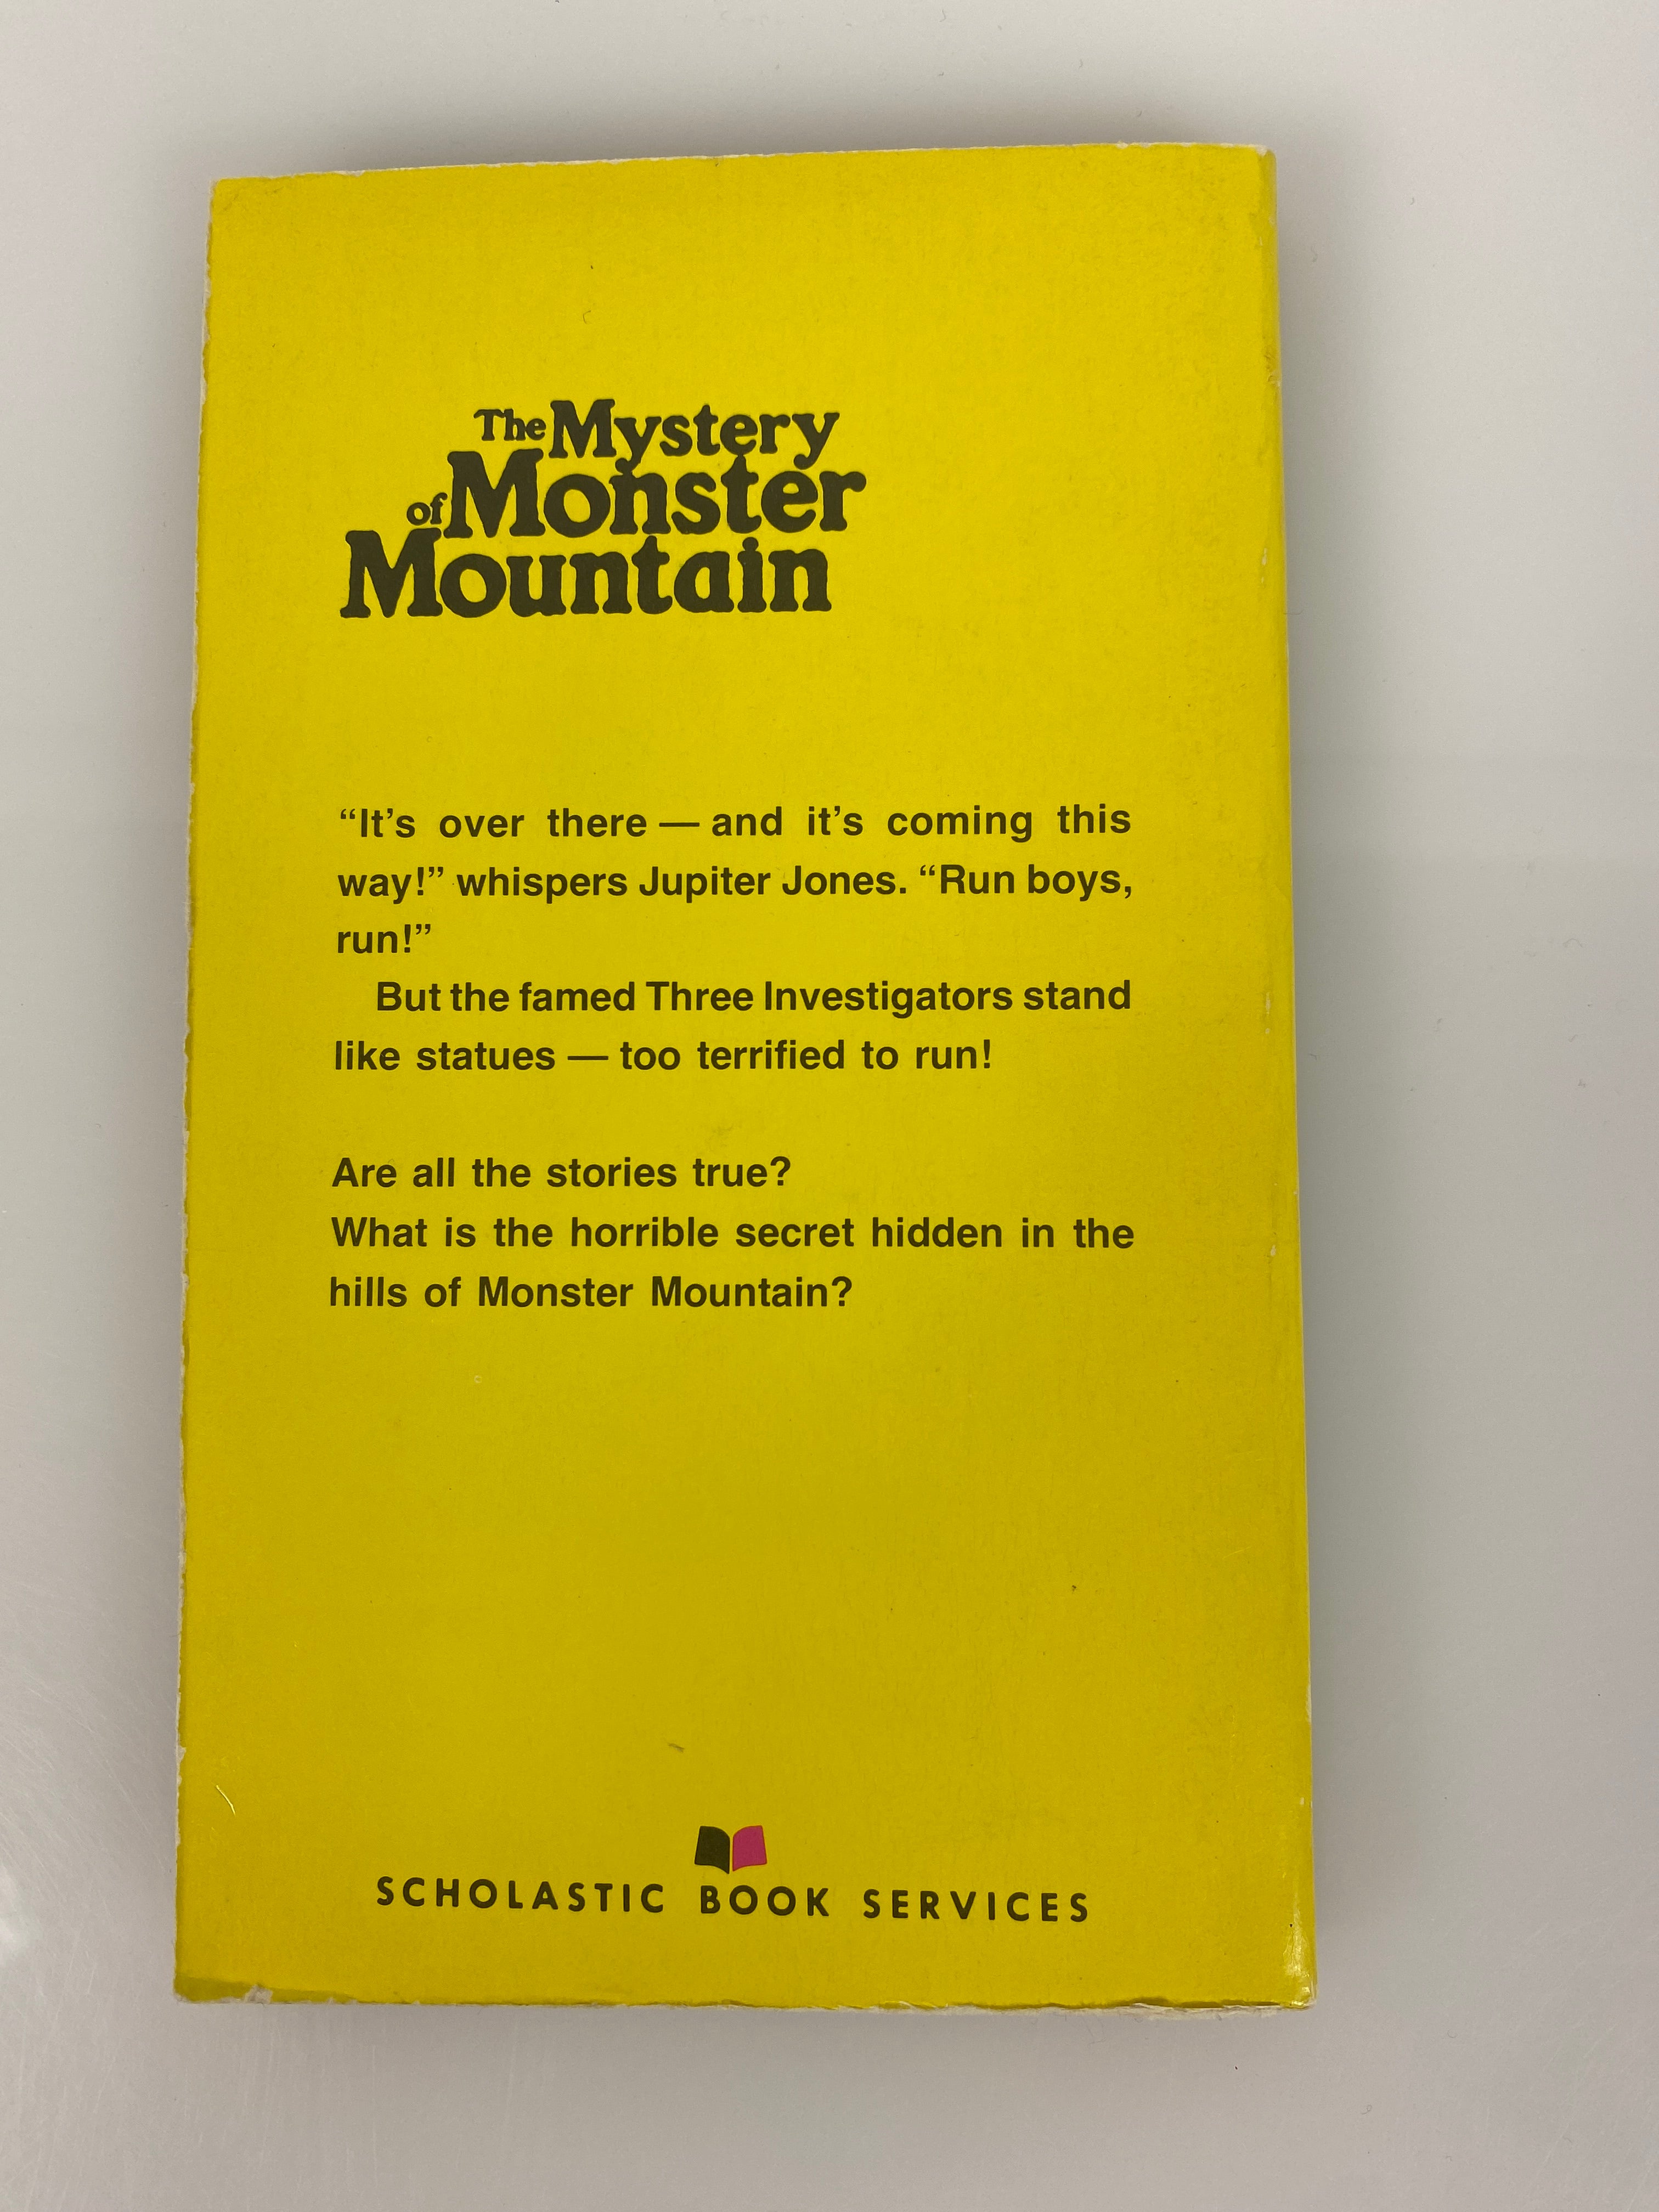 The Mystery
of Monster
Mountain
“It’s over there — and it’s coming this
way!” whispers Jupiter Jones. “Run boys,
run!”
But the famed Three Investigators stand
like statues — too terrified to run!
Are all the stories true?
What is the horrible secret hidden in the
hills of Monster Mountain?
SCHOLASTIC BOOK SERVICES